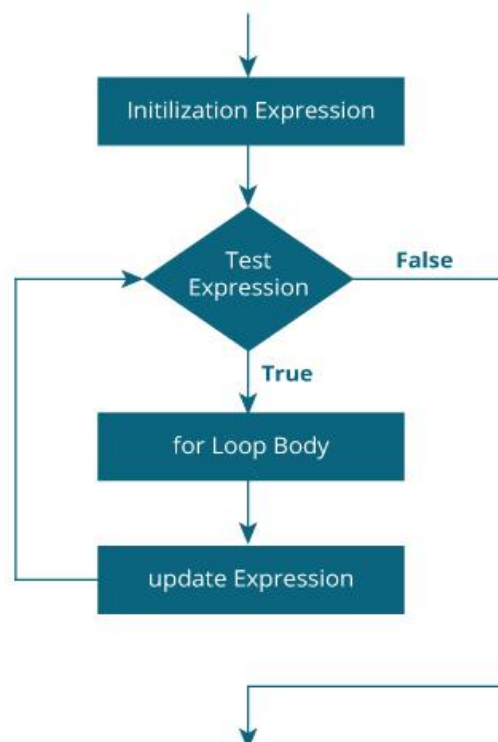 Initilization Expression
Test
Expression
False
True
for Loop Body
update Expression